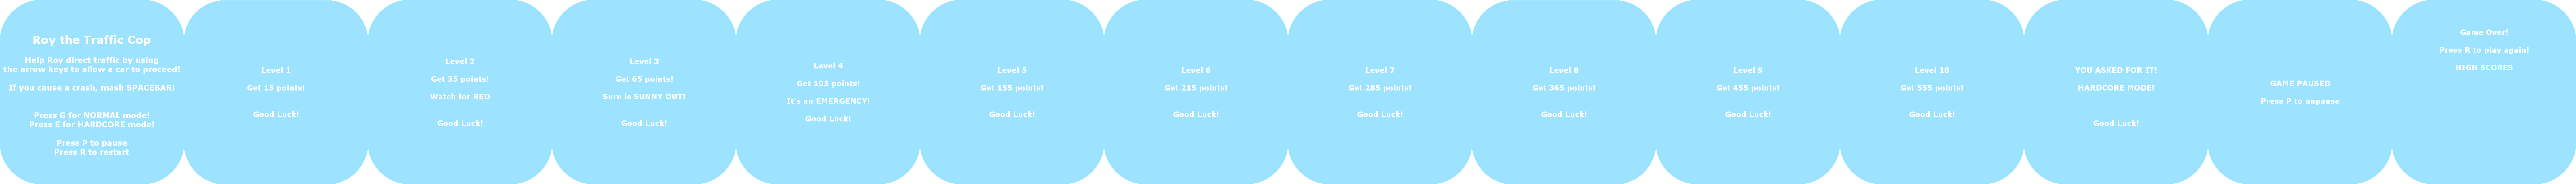 Roy the Traffic Cop
Help Roy direct traffic by using
the arrow keys to allow a car to proceed!
If you cause a crash, mash SPACEBAR!
Press G for NORMAL mode!
Press E for HARDCORE mode!
Press P to pause
Press R to restart
Level 1
Get 15 points!
Good Luck!
Level 2
Get 35 points!
Watch for RED
Good Luck!
Level 3
Get 65 points!
Sure is SUNNY OUT!
Good Luck!
Level 4
Get 105 points!
It's an EMERGENCY!
Good Luck!
Level 5
Get 155 points!
Good Luck!
Level 6
Get 215 points!
Good Luck!
Level 7
Get 285 points!
Good Luck!
Level 8
Get 365 points!
Good Luck!
Level 9
Get 455 points!
Good Luck!
Level 10
Get 555 points!
Good Luck!
YOU ASKED FOR IT!
HARDCORE MODE!
Good Luck!
GAME PAUSED
Press P to unpause
Game Over!
Press R to play again!
HIGH SCORES